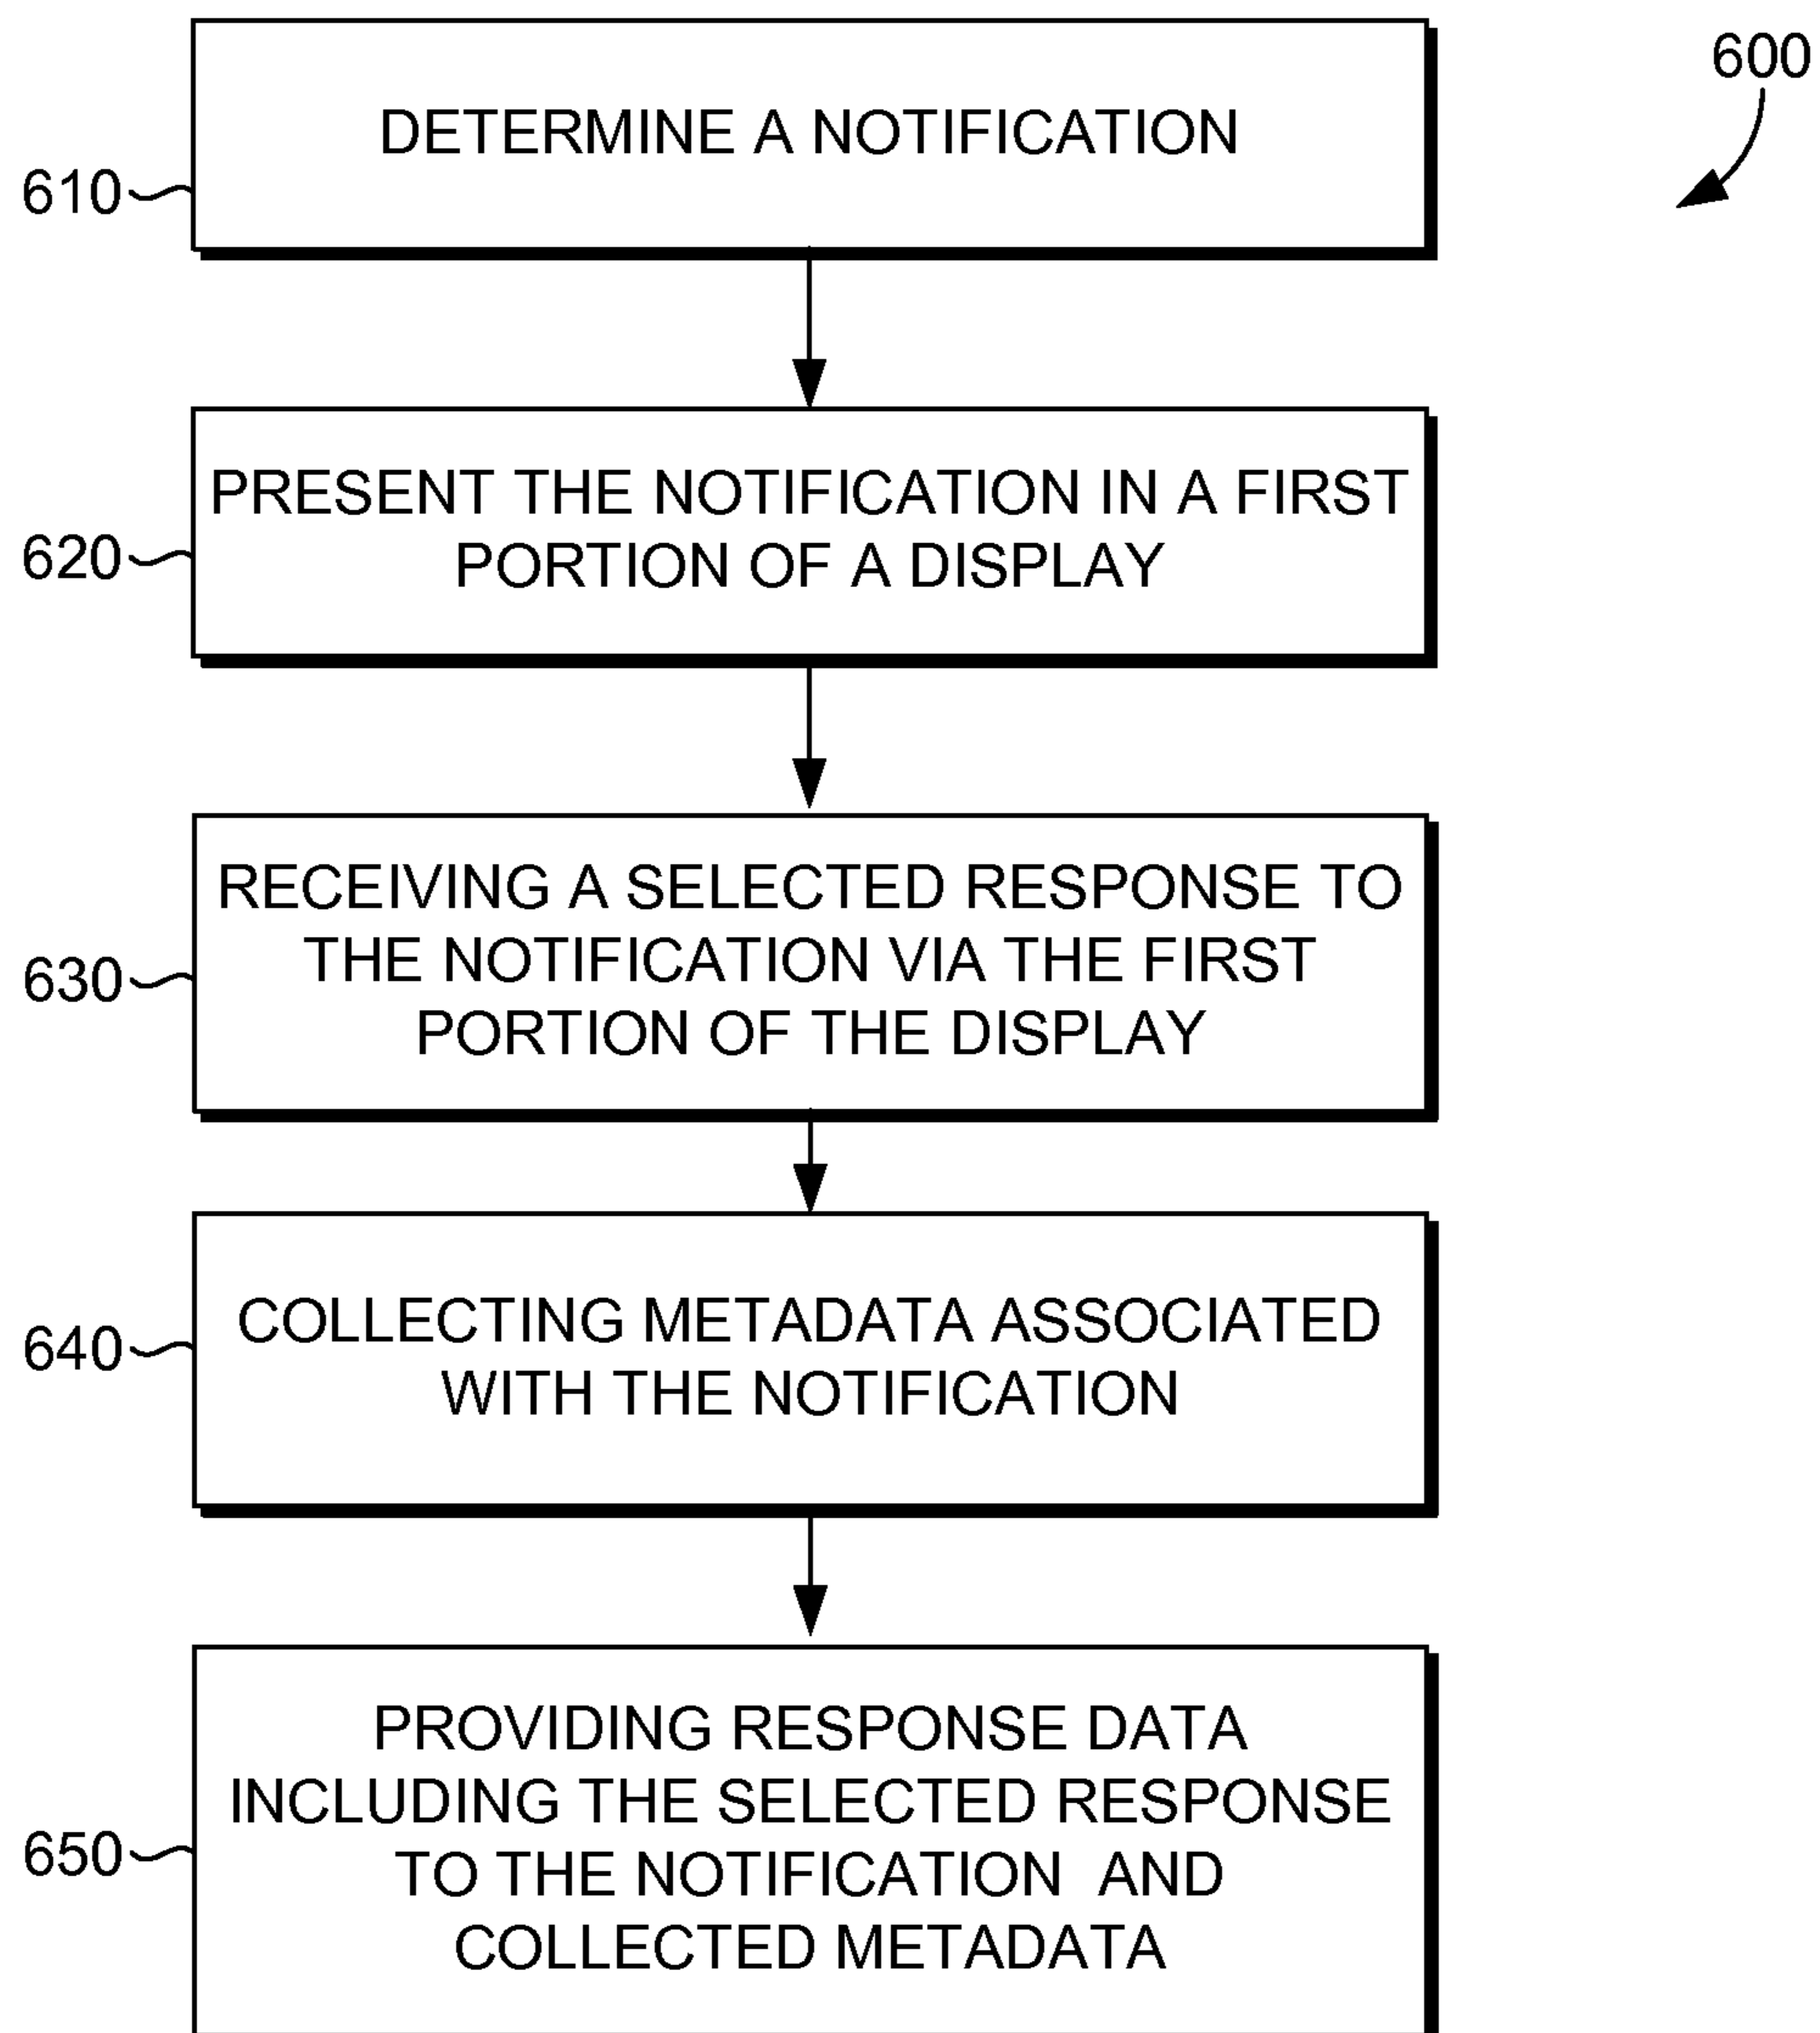 600
DETERMINE A NOTIFICATION
610
PRESENT THE NOTIFICATION IN A FIRST
PORTION OF A DISPLAY
620
RECEIVING A SELECTED RESPONSE TO
THE NOTIFICATION VIA THE FIRST
PORTION OF THE DISPLAY
630
COLLECTING METADATA ASSOCIATED
WITH THE NOTIFICATION
640
PROVIDING RESPONSE DATA
INCLUDING THE SELECTED RESPONSE
TO THE NOTIFICATION AND
COLLECTED METADATA
650